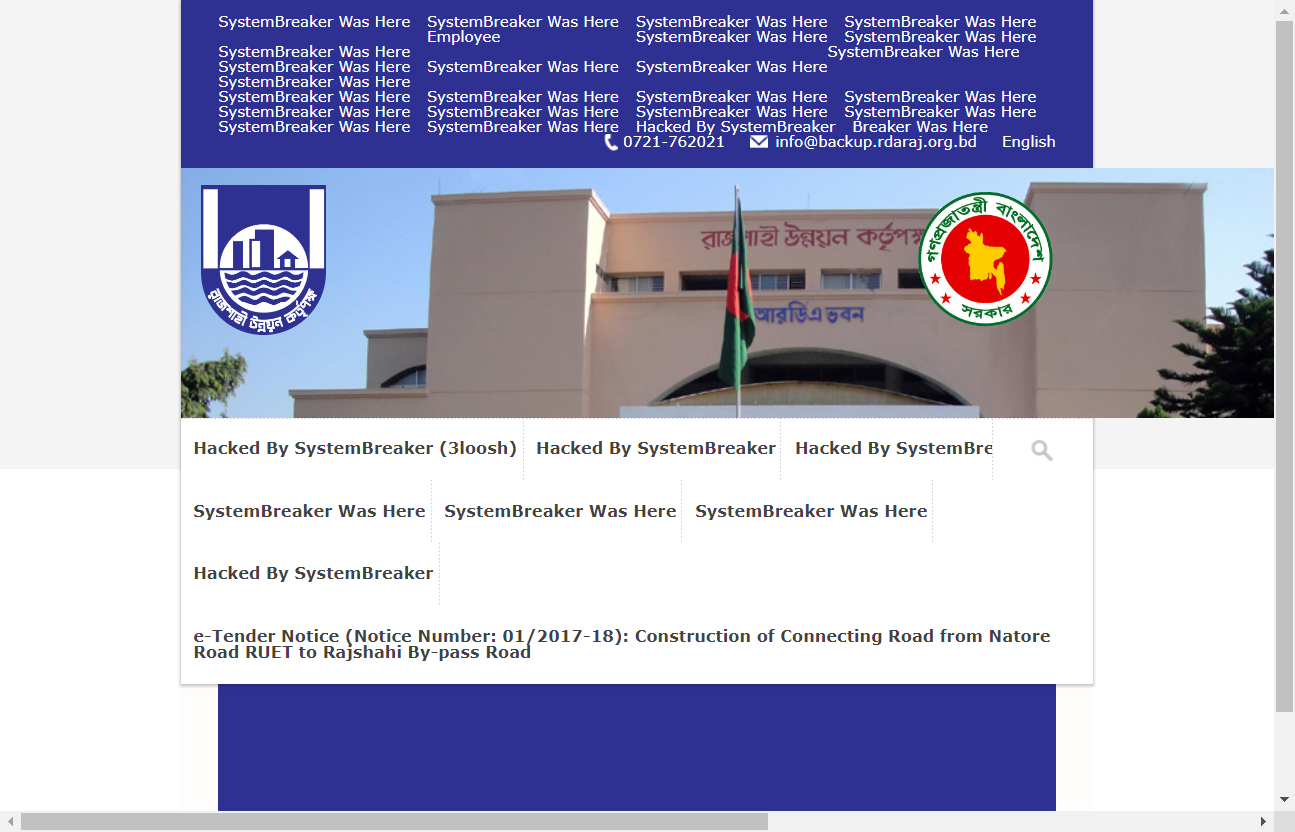 SystemBreaker Was Here SystemBreaker Was Here SystemBreaker Was Here SystemBreaker Was Here
Employee SystemBreaker Was Here SystemBreaker Was Here
SystemBreaker Was Here SystemBreaker Was Here
SystemBreaker Was Here SystemBreaker Was Here SystemBreaker Was Here
SystemBreaker Was Here
SystemBreaker Was Here SystemBreaker Was Here SystemBreaker Was Here SystemBreaker Was Here
SystemBreaker Was Here SystemBreaker Was Here SystemBreaker Was Here SystemBreaker Was Here
SystemBreaker Was Here SystemBreaker Was Here Hacked By SystemBreaker Breaker Was Here
0721-762021 info@backup.rdaraj.org.bd English
রাজশাহী উন্নয়ন কর্তৃপক্ষ
রাজশাহী উন্নয়ন কর্তৃপক্ষ
আরডিএ ভবন
গণপ্রজাতন্ত্রী বাংলাদেশ
সরকার
Hacked By SystemBreaker (3loosh) Hacked By SystemBreaker Hacked By SystemBre
SystemBreaker Was Here SystemBreaker Was Here SystemBreaker Was Here
Hacked By SystemBreaker
e-Tender Notice (Notice Number: 01/2017-18): Construction of Connecting Road from Natore
Road RUET to Rajshahi By-pass Road